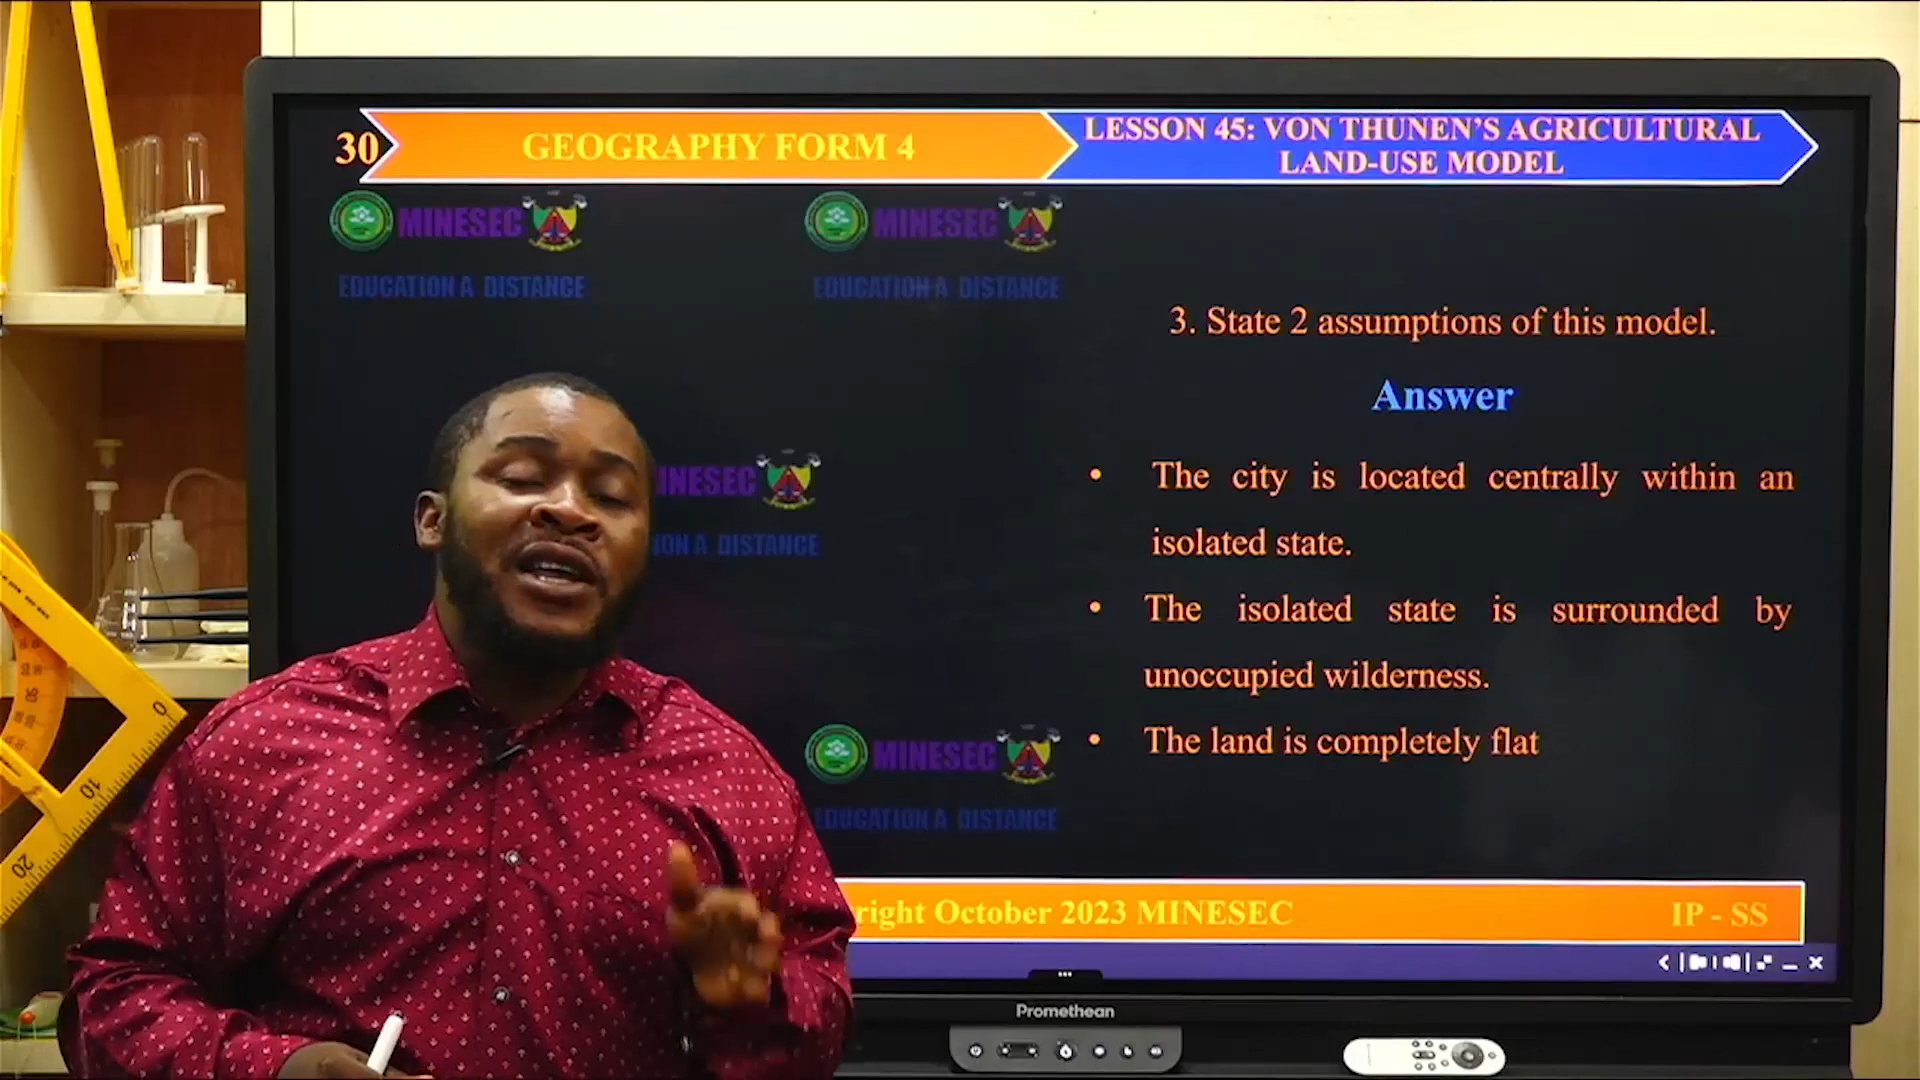 30
GEOGRAPHY FORM 4
LESSON 45: VON THUNEN'S AGRICULTURAL
LAND-USE MODEL
MINESEC
EDUCATION A DISTANCE
MINESEC
EDUCATION A DISTANCE
3. State 2 assumptions of this model.
Answer
• The city is located centrally within an
isolated state.
• The isolated state is surrounded by
unoccupied wilderness.
• The land is completely flat
INESEC
ION A DISTANCE
MINESEC
EDUCATION A DISTANCE
right October 2023 MINESEC
IP - SS
Promethean
0
10
20